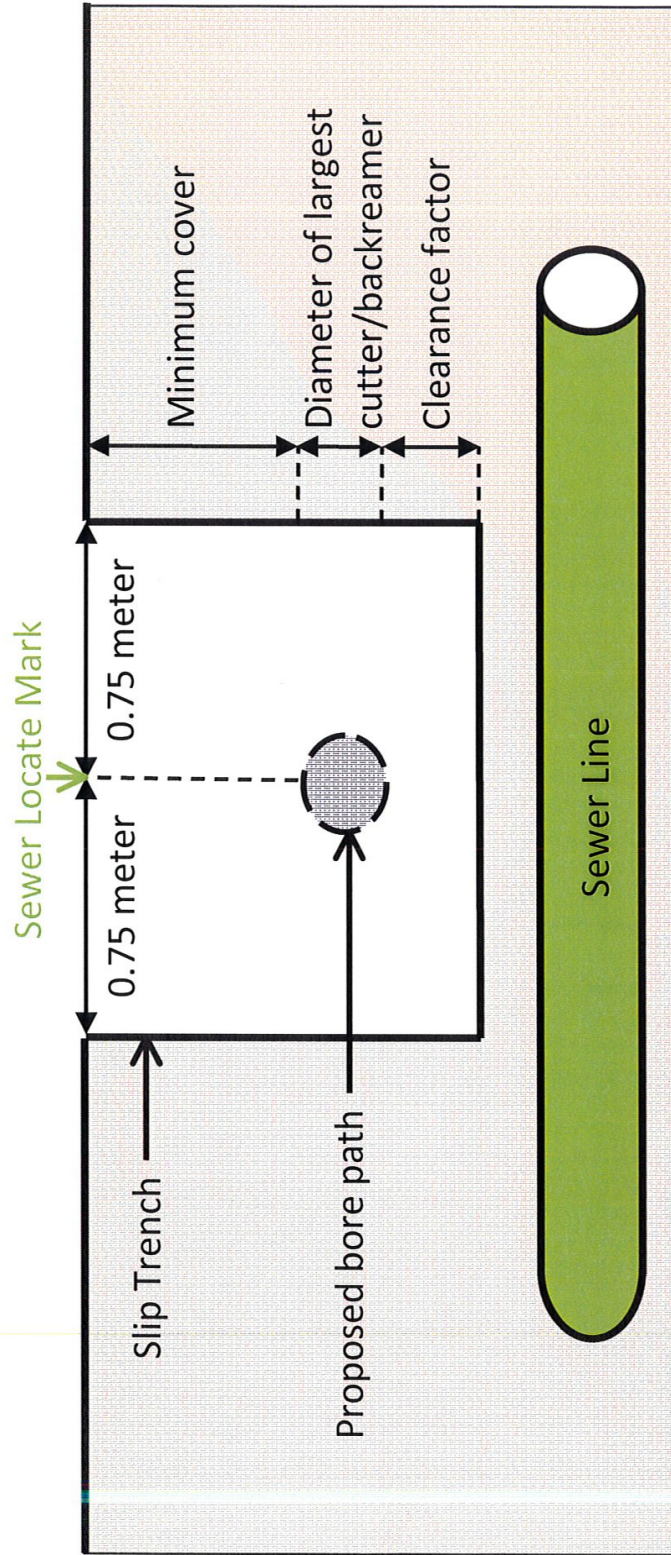 Sewer Locate Mark
0.75 meter
0.75 meter
Slip Trench
Minimum cover
Proposed bore path
Diameter of largest
cutter/backreamer
Clearance factor
Sewer Line